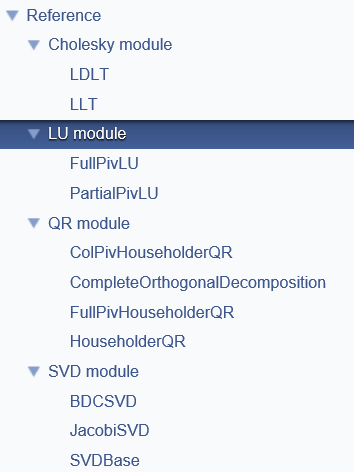 Reference
Cholesky module
LDLT
LLT
LU module
FullPivLU
PartialPivLU
QR module
ColPivHouseholderQR
CompleteOrthogonalDecomposition
FullPivHouseholderQR
HouseholderQR
SVD module
BDCSVD
JacobiSVD
SVDBase